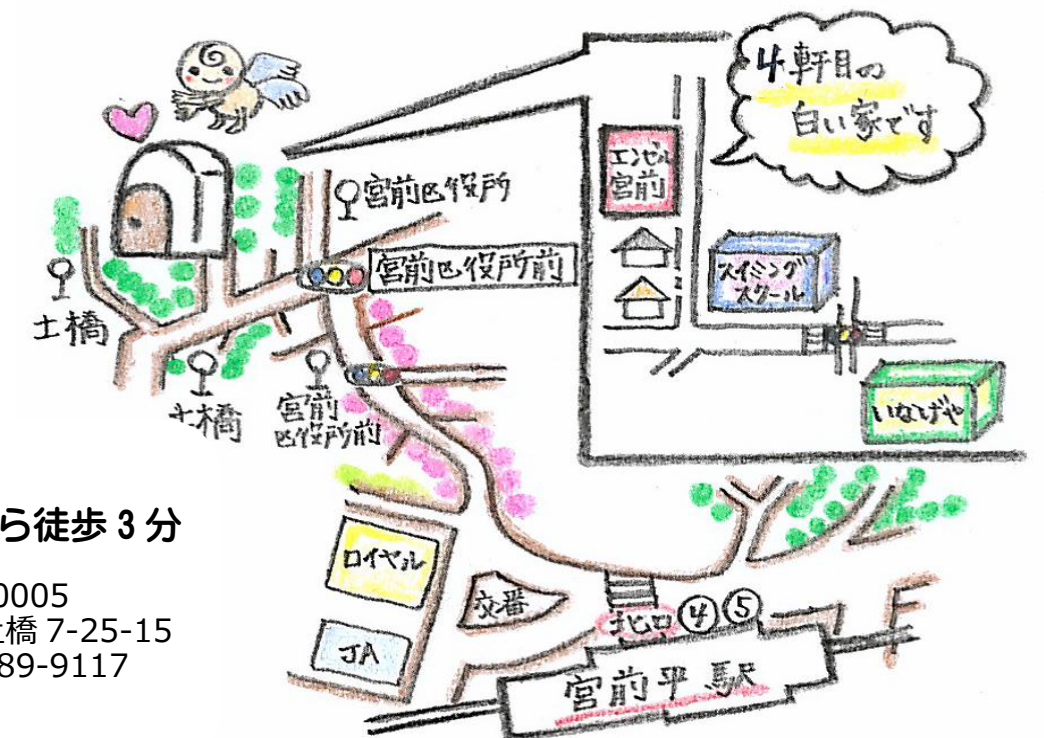 4軒目の
白い家です
エンゼル
宮前
スイミング
スクール
いなげや
宮前区役所
宮前区役所前
土橋
土橋
宮前
区役所前
ロイヤル
JA
交番
北口 ④ ⑤
宮前平駅
ら徒歩 3 分
0005
土橋 7-25-15
89-9117